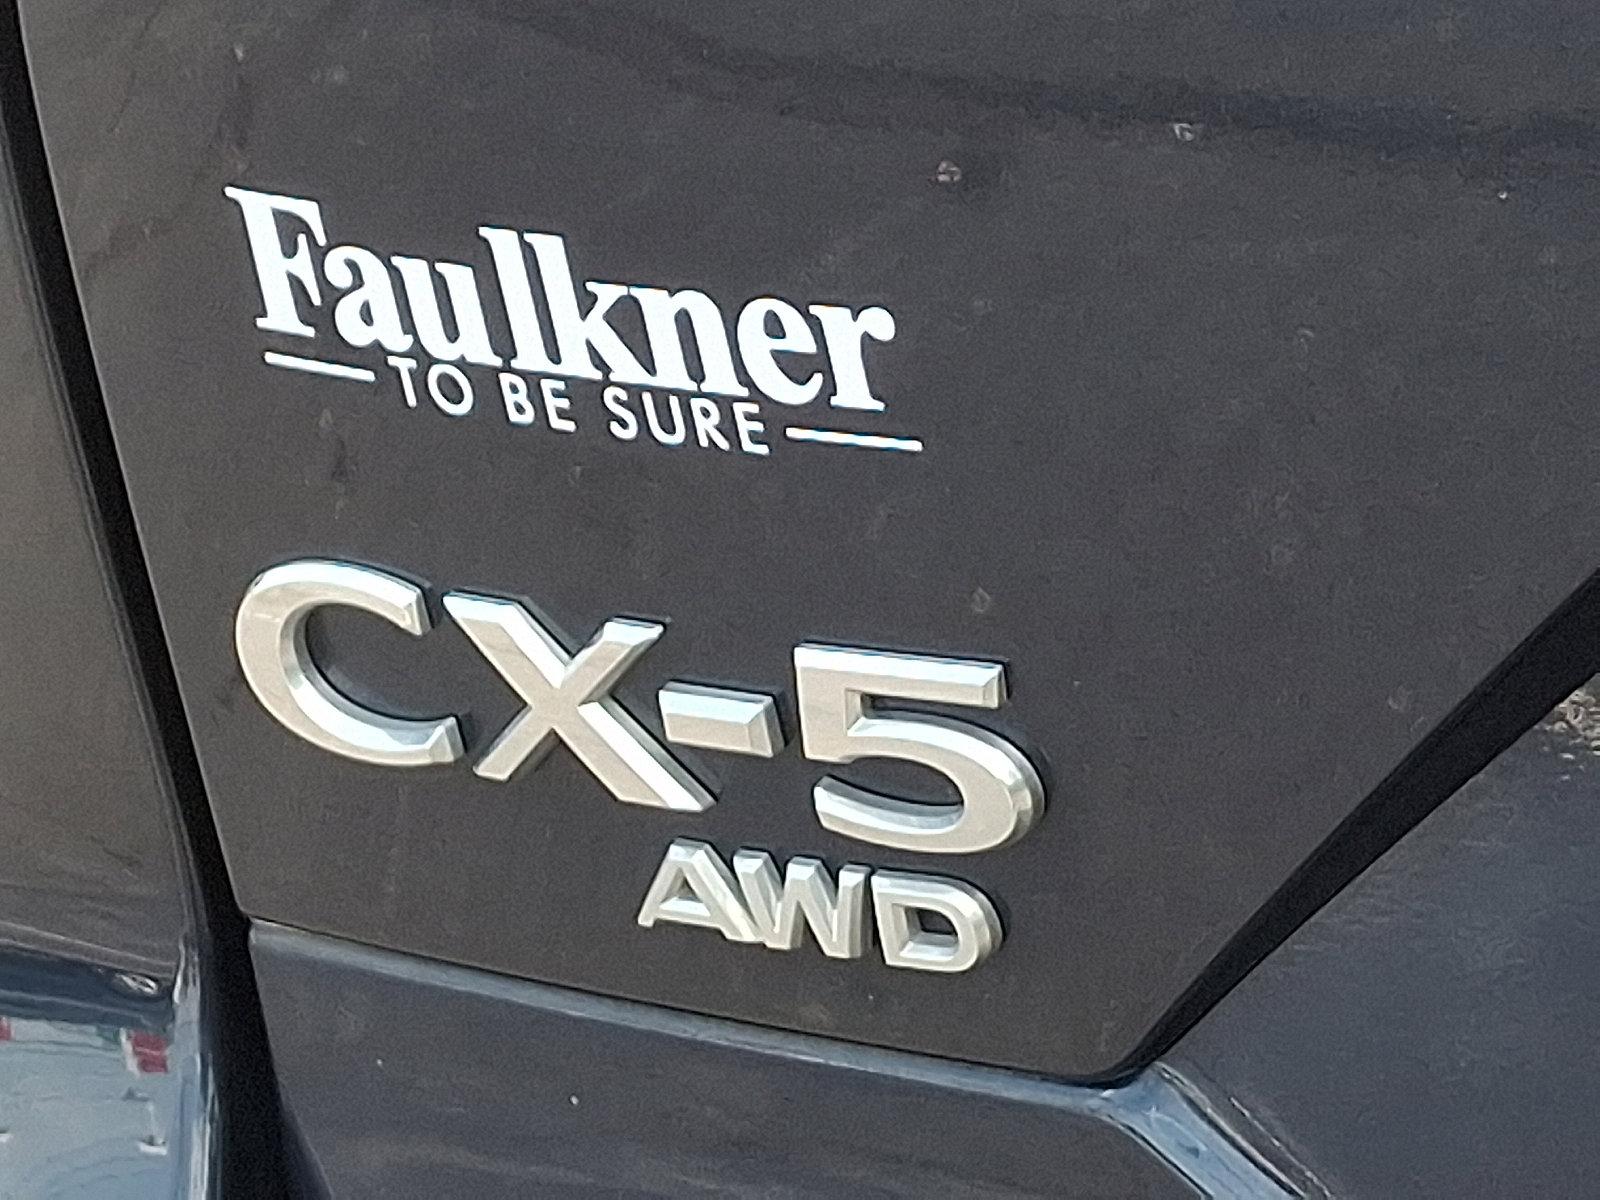 Faulkner
TO BE SURE
CX-5
AWD